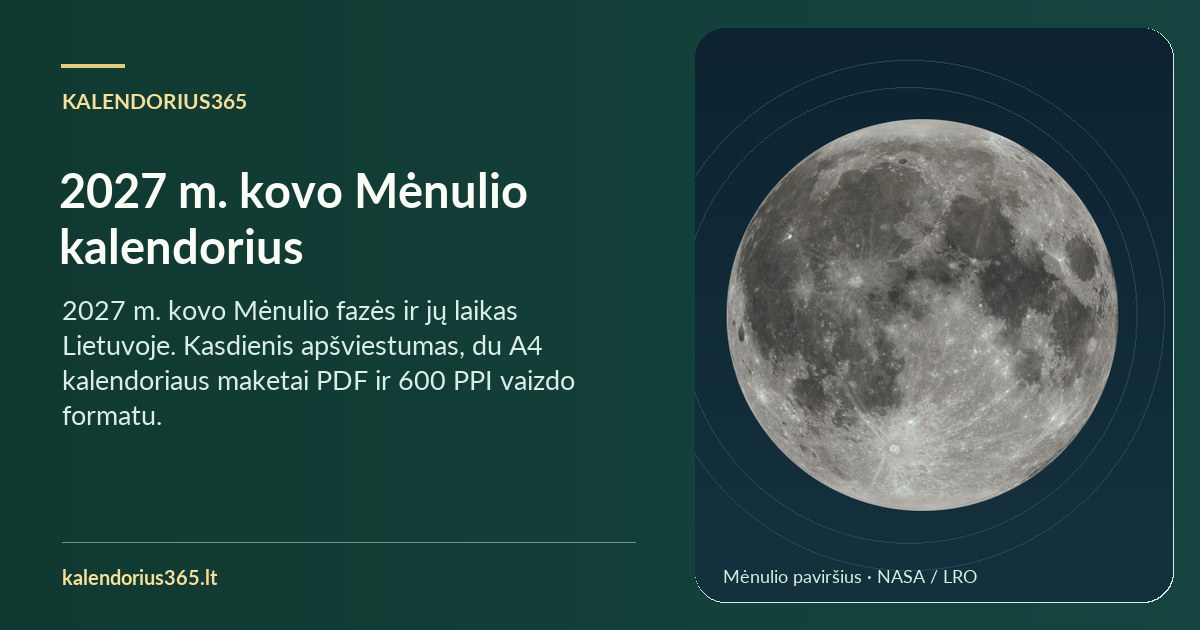 KALENDORIUS365
2027 m. kovo Mėnulio
kalendorius
2027 m. kovo Mėnulio fazės ir jų laikas
Lietuvoje. Kasdienis apšviestumas, du A4
kalendoriaus maketai PDF ir 600 PPI vaizdo
formatu.
kalendorius365.lt
Mėnulio paviršius · NASA / LRO